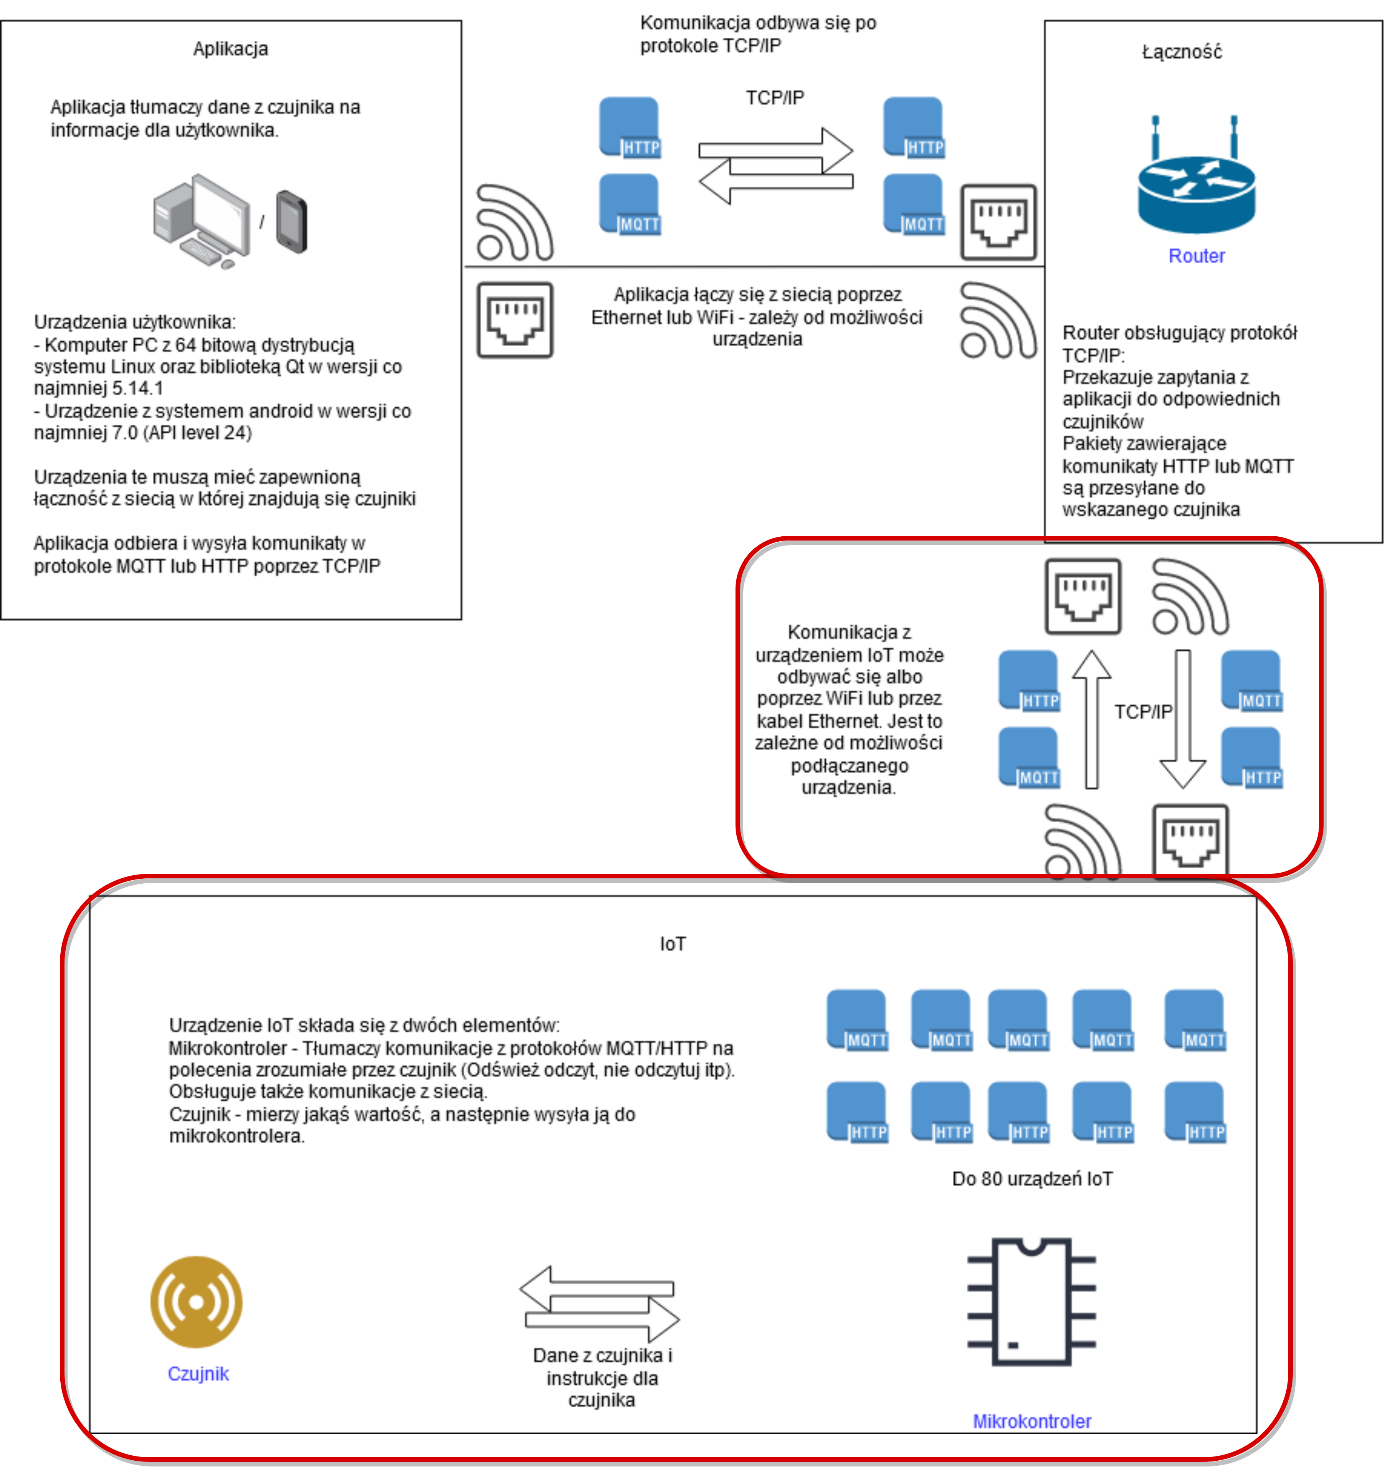 Aplikacja
Aplikacja tłumaczy dane z czujnika na
informacje dla użytkownika.
/
Urządzenia użytkownika:
- Komputer PC z 64 bitową dystrybucją
systemu Linux oraz biblioteką Qt w wersji co
najmniej 5.14.1
- Urządzenie z systemem android w wersji co
najmniej 7.0 (API level 24)
Urządzenia te muszą mieć zapewnioną
łączność z siecią w której znajdują się czujniki
Aplikacja odbiera i wysyła komunikaty w
protokole MQTT lub HTTP poprzez TCP/IP
Komunikacja odbywa się po
protokole TCP/IP
TCP/IP
HTTP
HTTP
MQTT
MQTT
Aplikacja łączy się z siecią poprzez
Ethernet lub WiFi - zależy od możliwości
urządzenia
Łączność
Router
Router obsługujący protokół
TCP/IP:
Przekazuje zapytania z
aplikacji do odpowiednich
czujników
Pakiety zawierające
komunikaty HTTP lub MQTT
są przesyłane do
wskazanego czujnika
Komunikacja z
urządzeniem IoT może
odbywać się albo
poprzez WiFi lub przez
kabel Ethernet. Jest to
zależne od możliwości
podłączanego
urządzenia.
HTTP
MQTT
TCP/IP
MQTT
HTTP
IoT
Urządzenie IoT składa się z dwóch elementów:
Mikrokontroler - Tłumaczy komunikacje z protokołów MQTT/HTTP na
polecenia zrozumiałe przez czujnik (Odśwież odczyt, nie odczytuj itp).
Obsługuje także komunikacje z siecią.
Czujnik - mierzy jakąś wartość, a następnie wysyła ją do
mikrokontrolera.
MQTT MQTT MQTT MQTT MQTT
HTTP HTTP HTTP HTTP HTTP
Do 80 urządzeń IoT
Czujnik
Dane z czujnika i
instrukcje dla
czujnika
Mikrokontroler